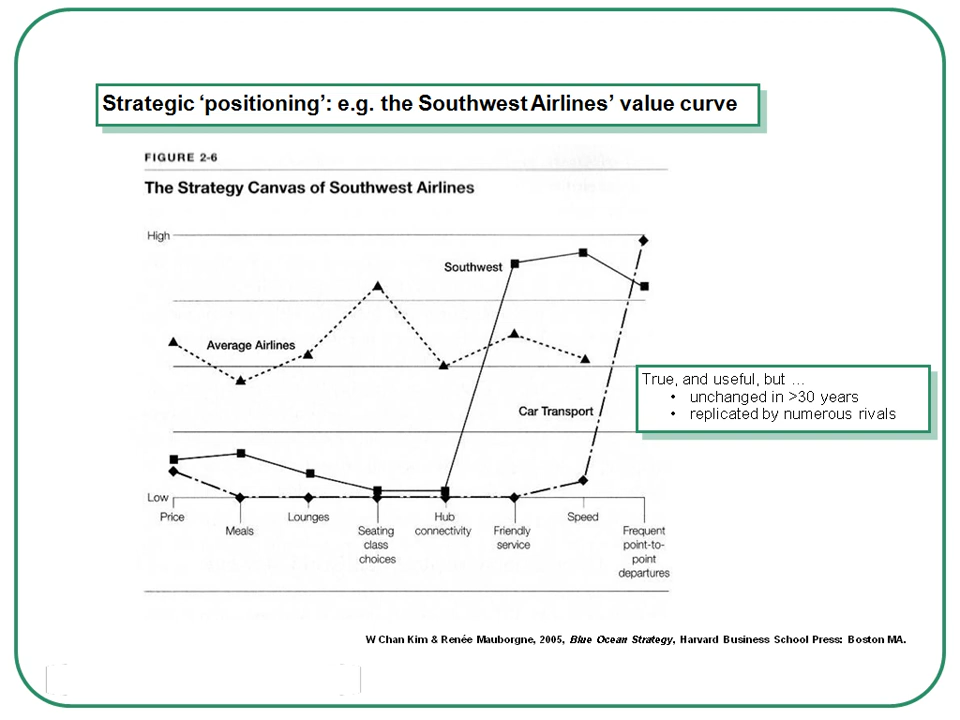 Strategic ‘positioning’: e.g. the Southwest Airlines’ value curve
FIGURE 2-6
The Strategy Canvas of Southwest Airlines
High
Southwest
Average Airlines
True, and useful, but ...
• unchanged in >30 years
• replicated by numerous rivals
Car Transport
Low
Price
Meals
Lounges
Seating
class
choices
Hub
connectivity
Friendly
service
Speed
Frequent
point-to-
point
departures
W Chan Kim & Renée Mauborgne, 2005, Blue Ocean Strategy, Harvard Business School Press: Boston MA.